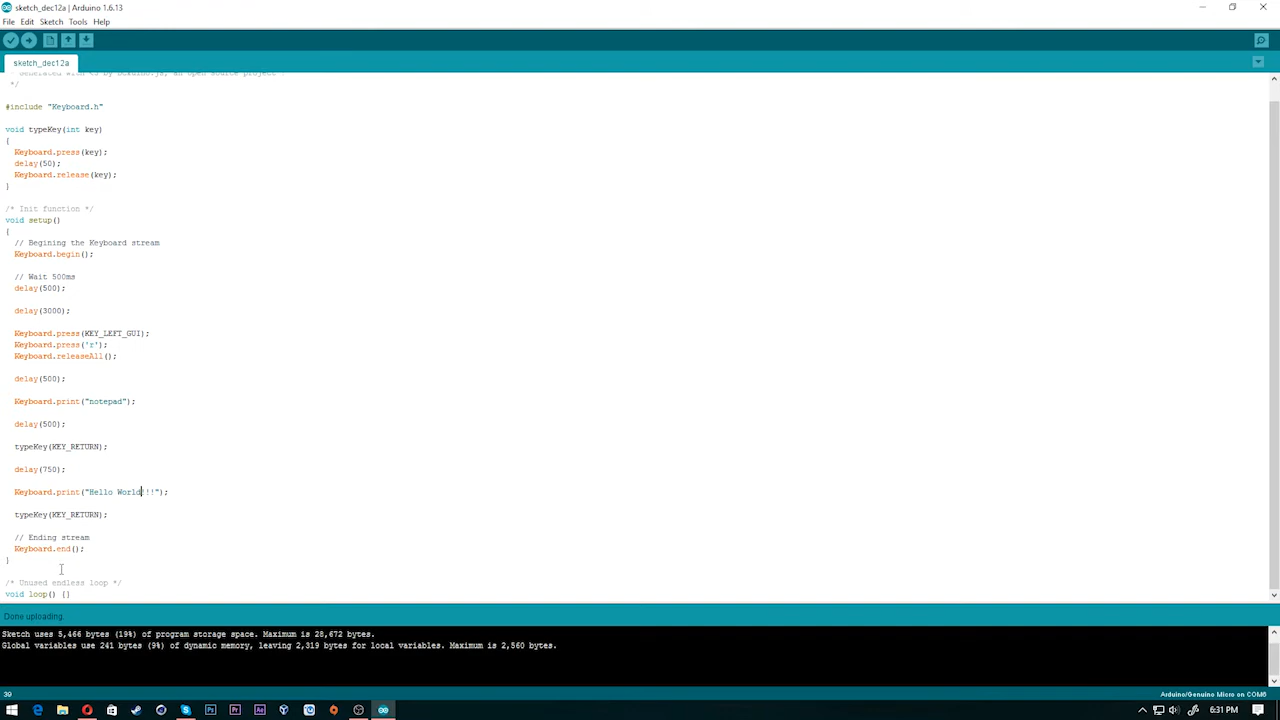 sketch_dec12a | Arduino 1.6.13
File Edit Sketch Tools Help
sketch_dec12a
*/
#include "Keyboard.h"
void typeKey(int key)
{
Keyboard.press(key);
delay(50);
Keyboard.release(key);
}
/* Init function */
void setup()
{
// Begining the Keyboard stream
Keyboard.begin();
// Wait 500ms
delay(500);
delay(3000);
Keyboard.press(KEY_LEFT_GUI);
Keyboard.press('r');
Keyboard.releaseAll();
delay(500);
Keyboard.print("notepad");
delay(500);
typeKey(KEY_RETURN);
delay(750);
Keyboard.print("Hello World!!!");
typeKey(KEY_RETURN);
// Ending stream
Keyboard.end();
}
/* Unused endless loop */
void loop() {}
Done uploading.
Sketch uses 5,466 bytes (19%) of program storage space. Maximum is 28,672 bytes.
Global variables use 241 bytes (9%) of dynamic memory, leaving 2,319 bytes for local variables. Maximum is 2,560 bytes.
39 Arduino/Genuino Micro on COM6
6:31 PM